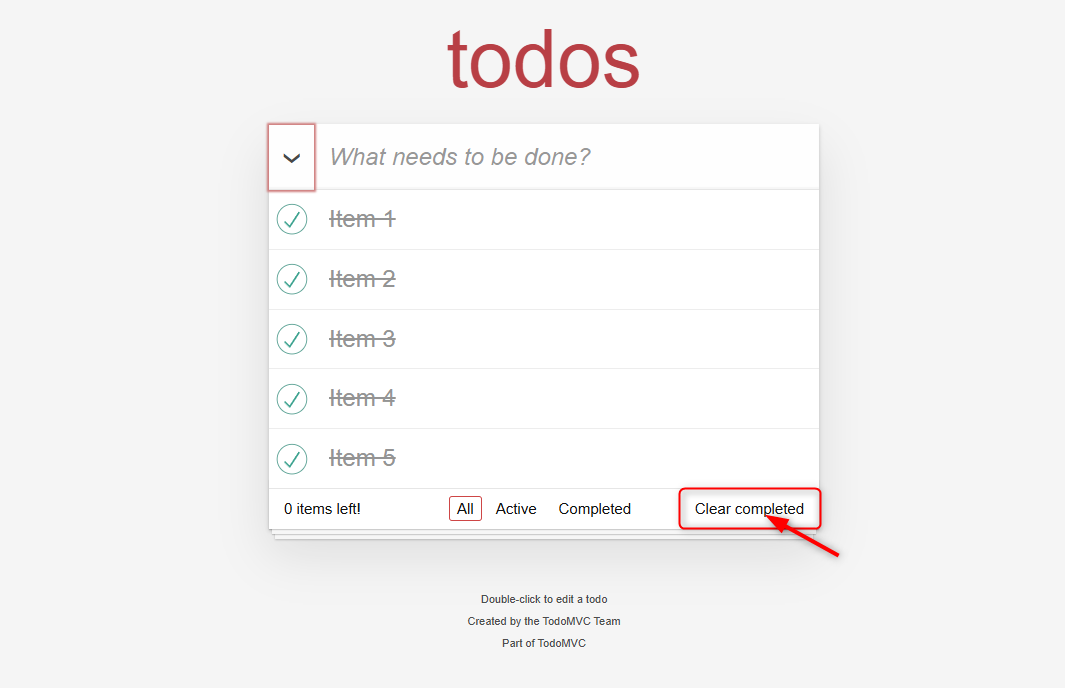 todos
What needs to be done?
Item 1
Item 2
Item 3
Item 4
Item 5
0 items left! All Active Completed Clear completed
Double-click to edit a todo
Created by the TodoMVC Team
Part of TodoMVC